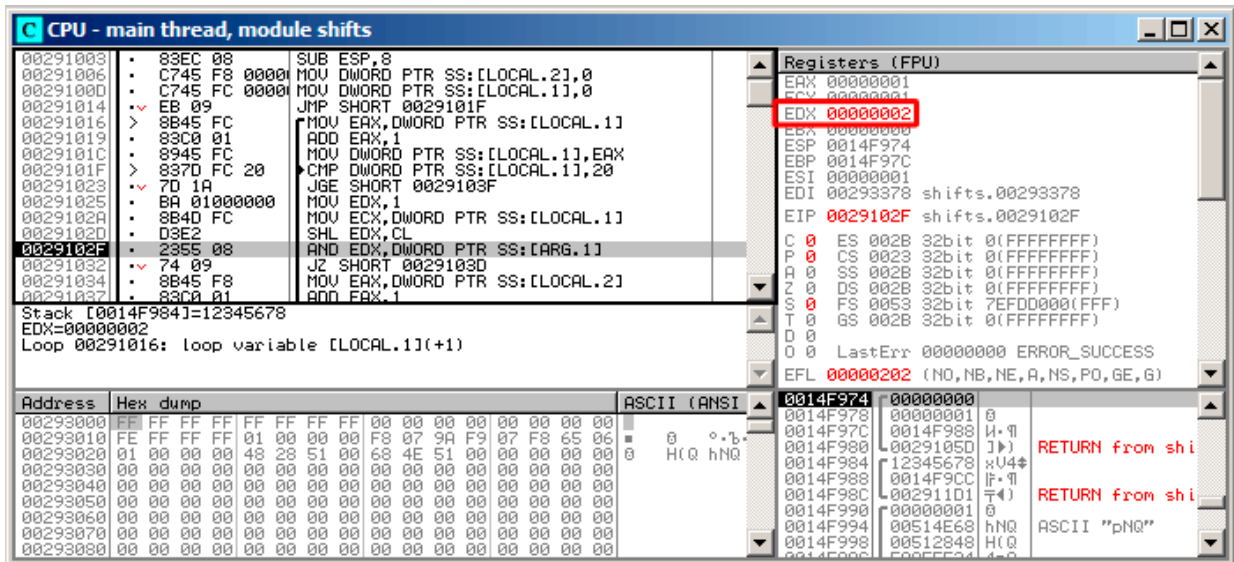 C CPU - main thread, module shifts
00291003 · 83EC 08 SUB ESP,8
00291006 · C745 F8 0000 MOV DWORD PTR SS:[LOCAL.2],0
0029100D · C745 FC 0000 MOV DWORD PTR SS:[LOCAL.1],0
00291014 · EB 09 JMP SHORT 0029101F
00291016 > 8B45 FC MOV EAX,DWORD PTR SS:[LOCAL.1]
00291019 · 83C0 01 ADD EAX,1
0029101C · 8945 FC MOV DWORD PTR SS:[LOCAL.1],EAX
0029101F > 837D FC 20 CMP DWORD PTR SS:[LOCAL.1],20
00291023 · 7D 1A JGE SHORT 0029103F
00291025 · BA 01000000 MOV EDX,1
0029102A · 8B4D FC MOV ECX,DWORD PTR SS:[LOCAL.1]
0029102D · D3E2 SHL EDX,CL
0029102F · 2355 08 AND EDX,DWORD PTR SS:[ARG.1]
00291032 · 74 09 JZ SHORT 0029103D
00291034 · 8B45 F8 MOV EAX,DWORD PTR SS:[LOCAL.2]
00291037 · 83C0 01 ADD EAX,1
Stack [0014F984]=12345678
EDX=00000002
Loop 00291016: loop variable [LOCAL.1](+1)
Registers (FPU)
EAX 00000001
ECX 00000001
EDX 00000002
EBX 00000000
ESP 0014F974
EBP 0014F97C
ESI 00000001
EDI 00293378 shifts.00293378
EIP 0029102F shifts.0029102F
C 0 ES 002B 32bit 0(FFFFFFFF)
P 0 CS 0023 32bit 0(FFFFFFFF)
A 0 SS 002B 32bit 0(FFFFFFFF)
Z 0 DS 002B 32bit 0(FFFFFFFF)
S 0 FS 0053 32bit 7EFDD000(FFF)
T 0 GS 002B 32bit 0(FFFFFFFF)
D 0
O 0 LastErr 00000000 ERROR_SUCCESS
EFL 00000202 (NO,NB,NE,A,NS,PO,GE,G)
Address Hex dump ASCII (ANSI
00293000 FF FF FF FF FF FF FF FF 00 00 00 00 00 00 00 00
00293010 FE FF FF FF 01 00 00 00 F8 07 9A F9 07 F8 65 06
00293020 01 00 00 00 48 28 51 00 68 4E 51 00 00 00 00 00 H(Q hNQ
00293030 00 00 00 00 00 00 00 00 00 00 00 00 00 00 00 00
00293040 00 00 00 00 00 00 00 00 00 00 00 00 00 00 00 00
00293050 00 00 00 00 00 00 00 00 00 00 00 00 00 00 00 00
00293060 00 00 00 00 00 00 00 00 00 00 00 00 00 00 00 00
00293070 00 00 00 00 00 00 00 00 00 00 00 00 00 00 00 00
00293080 00 00 00 00 00 00 00 00 00 00 00 00 00 00 00 00
0014F974 00000000
0014F978 00000001
0014F97C 0014F988
0014F980 0029105D RETURN from shi
0014F984 12345678 xV4
0014F988 0014F9CC
0014F98C 002911D1 RETURN from shi
0014F990 00000001
0014F994 00514E68 hNQ ASCII "pNQ"
0014F998 00512848 H(Q